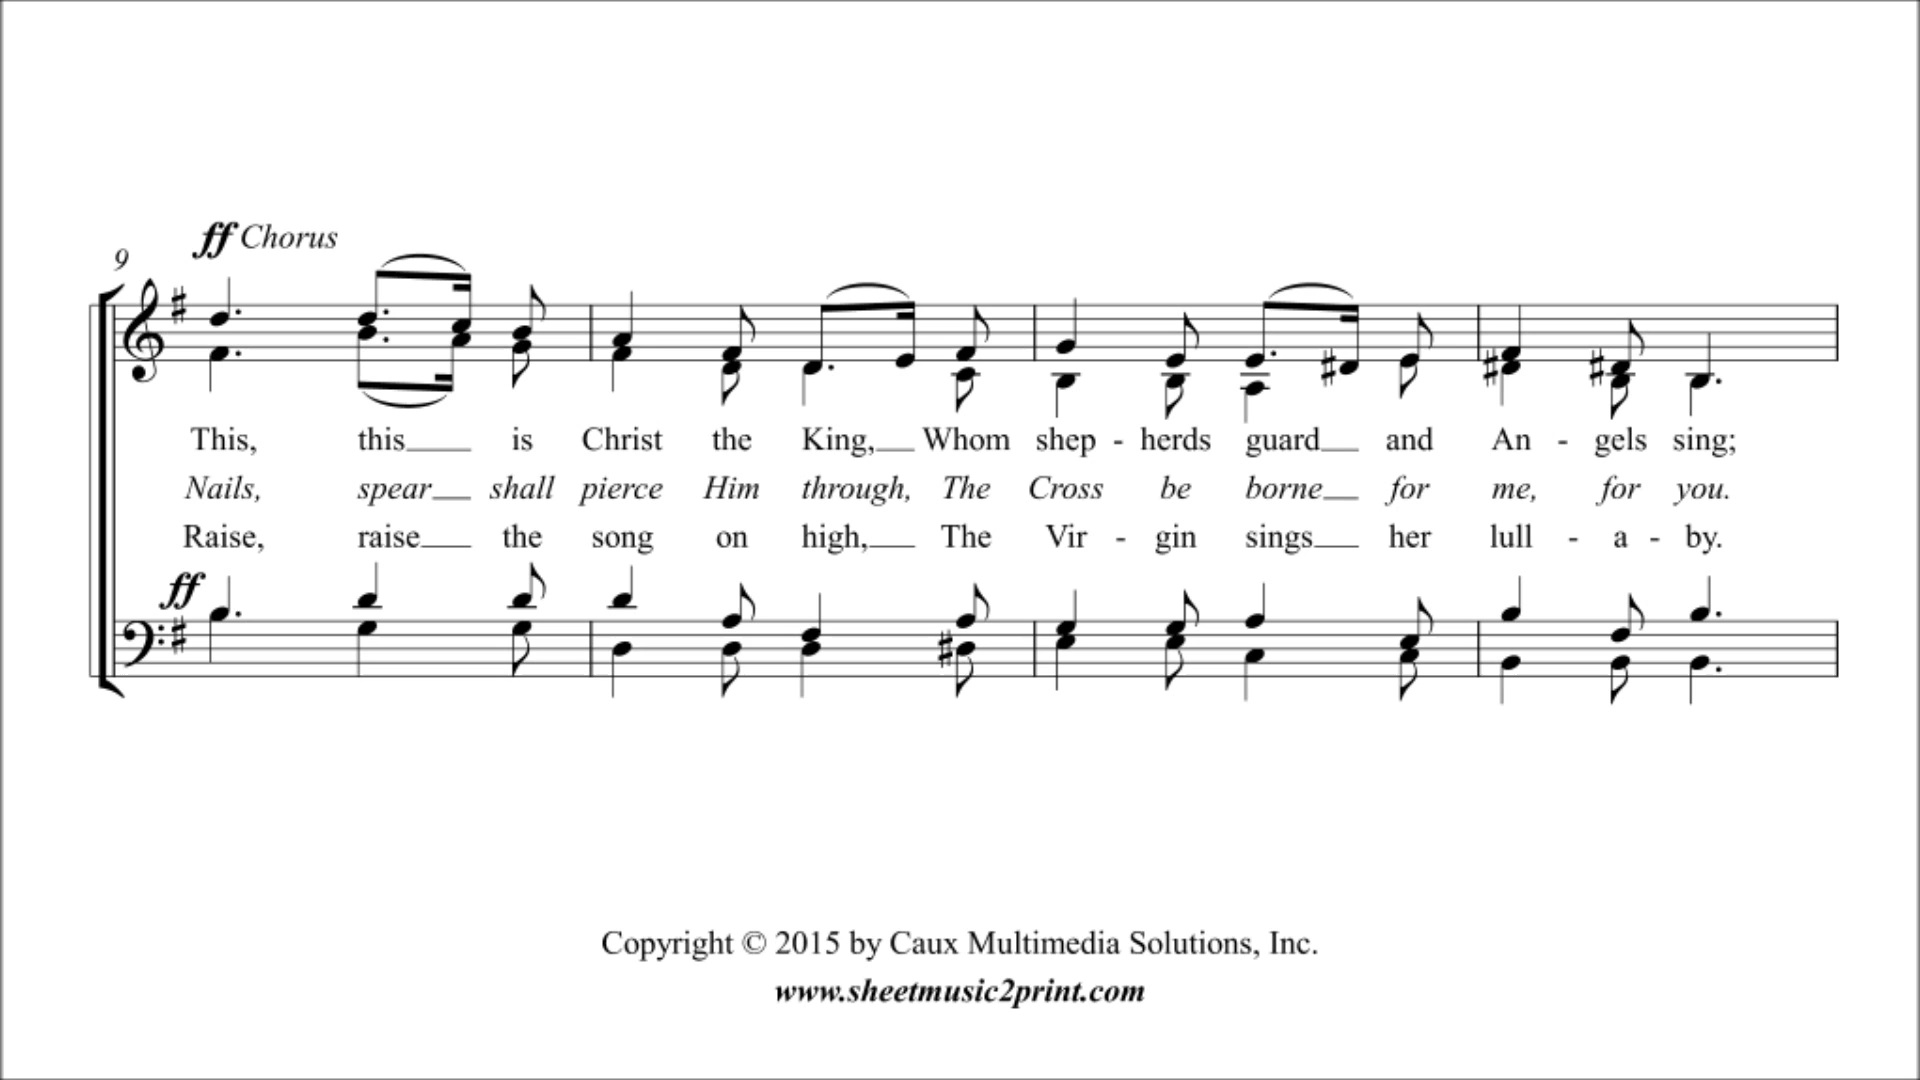 ff Chorus
9
This, this is Christ the King, Whom shep - herds guard and An - gels sing;
Nails, spear shall pierce Him through, The Cross be borne for me, for you.
Raise, raise the song on high, The Vir - gin sings her lull - a - by.
ff
Copyright © 2015 by Caux Multimedia Solutions, Inc.
www.sheetmusic2print.com